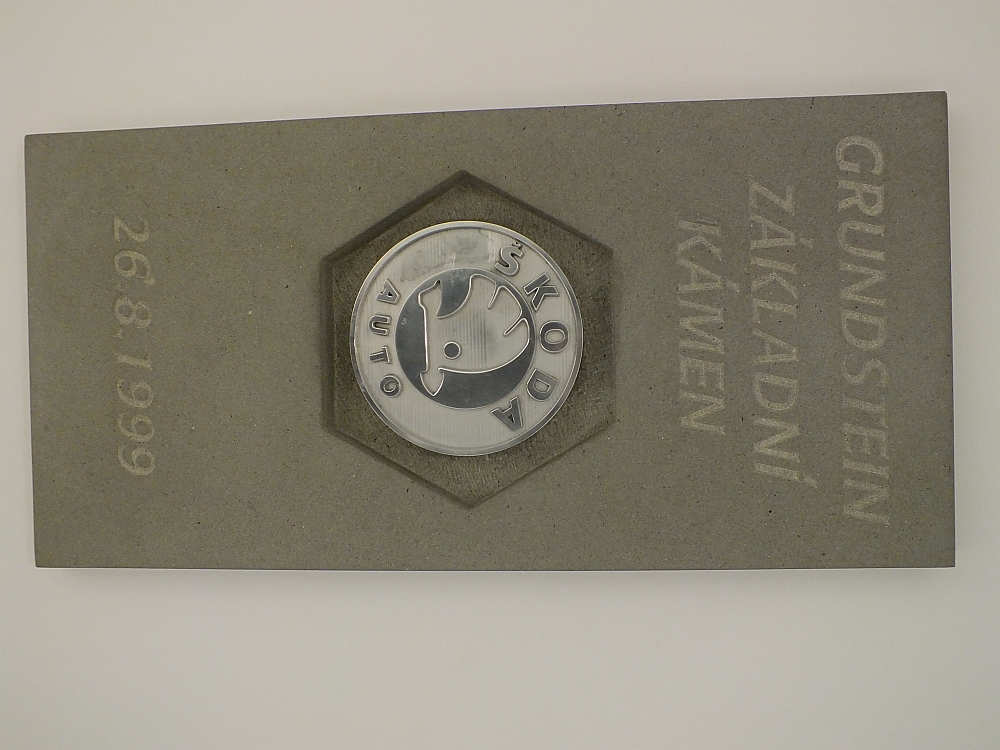 GRUNDSTEIN
ZÁKLADNÍ
KÁMEN
ŠKODA
AUTO
26.8.1999